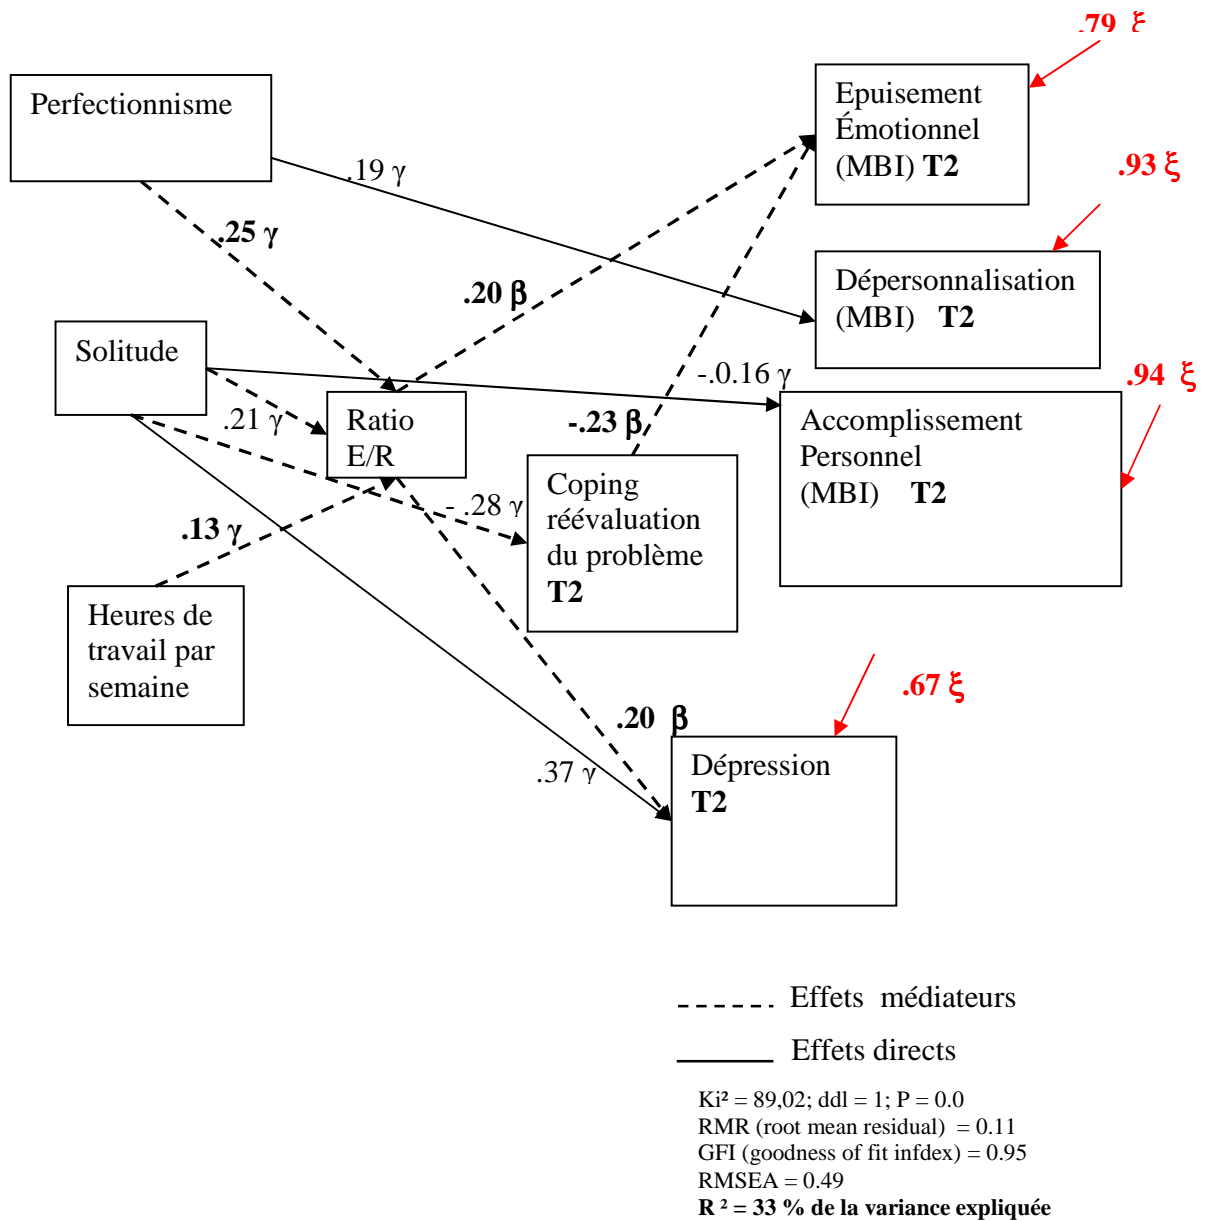 .79 ξ
Perfectionnisme
Epuisement
Émotionnel
(MBI) T2
.19 γ
.93 ξ
.25 γ
.20 β
Dépersonnalisation
(MBI) T2
Solitude
-.0.16 γ
.94 ξ
.21 γ
Ratio
E/R
-.23 β
Accomplissement
Personnel
(MBI) T2
- .28 γ
Coping
réévaluation
du problème
T2
.13 γ
Heures de
travail par
semaine
.67 ξ
.20 β
.37 γ
Dépression
T2
Effets médiateurs
Effets directs
Ki² = 89,02; ddl = 1; P = 0.0
RMR (root mean residual) = 0.11
GFI (goodness of fit infdex) = 0.95
RMSEA = 0.49
R ² = 33 % de la variance expliquée